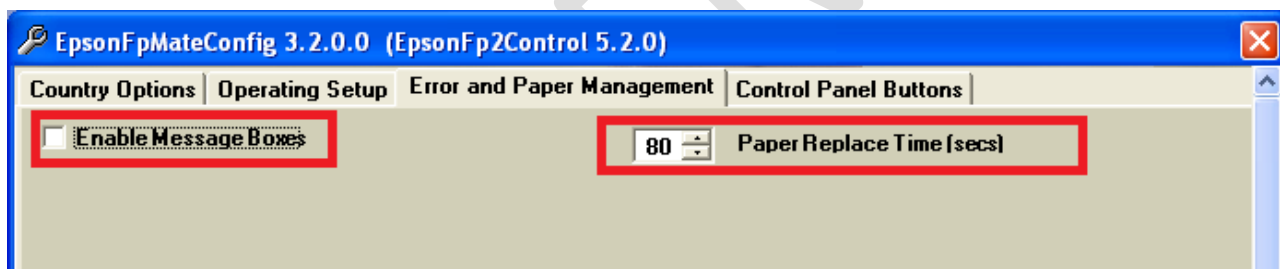 EpsonFpMateConfig 3.2.0.0 (EpsonFp2Control 5.2.0)
Country Options Operating Setup Error and Paper Management Control Panel Buttons
Enable Message Boxes 80 Paper Replace Time (secs)